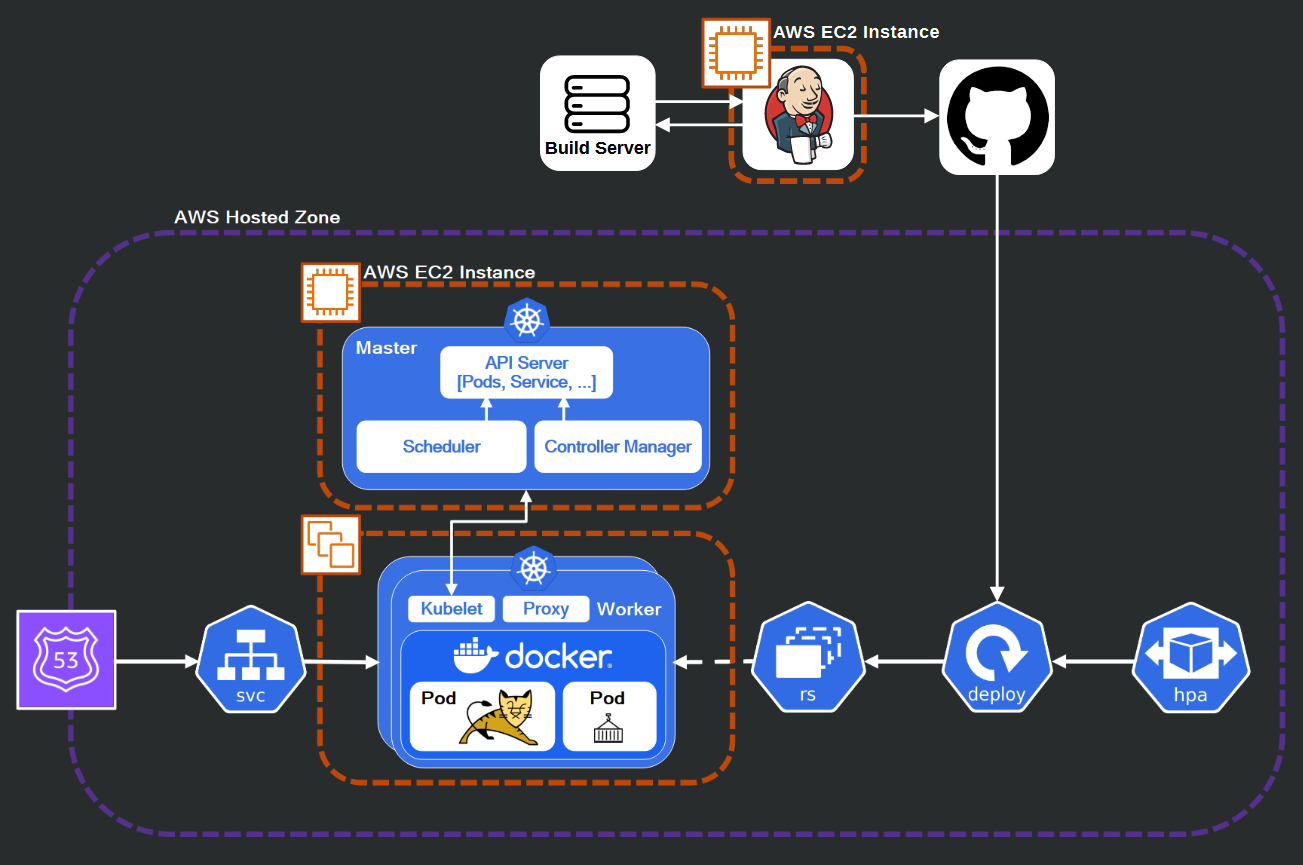 AWS EC2 Instance
Build Server
AWS Hosted Zone
AWS EC2 Instance
Master
API Server
[Pods, Service, ...]
Scheduler
Controller Manager
Kubelet
Proxy
Worker
docker
Pod
Pod
53
svc
rs
deploy
hpa